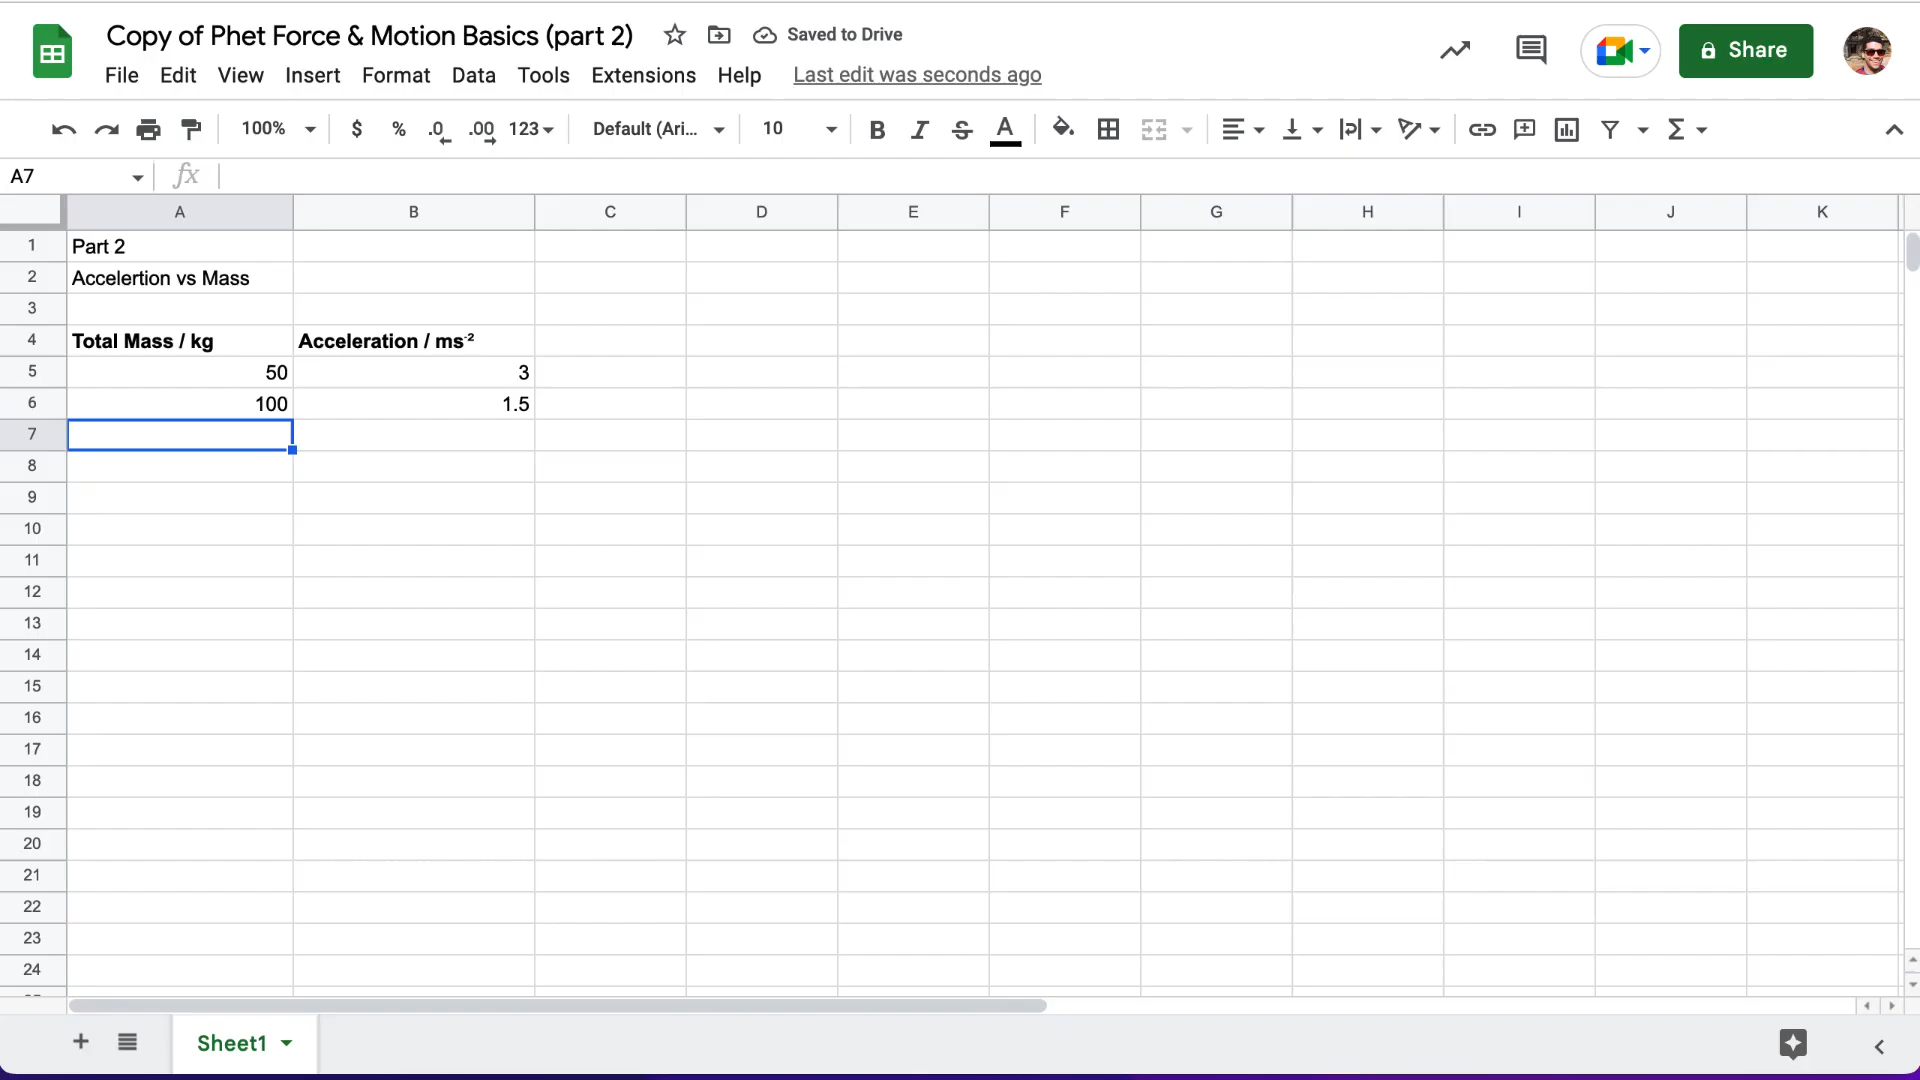 Copy of Phet Force & Motion Basics (part 2) Saved to Drive
File Edit View Insert Format Data Tools Extensions Help Last edit was seconds ago
Share
100% $ % .0 .00 123 Default (Ari... 10 B I S A
A7 fx
A B C D E F G H I J K
1 Part 2
2 Accelertion vs Mass
3
4 Total Mass / kg Acceleration / ms⁻²
5 50 3
6 100 1.5
7
8
9
10
11
12
13
14
15
16
17
18
19
20
21
22
23
24
Sheet1